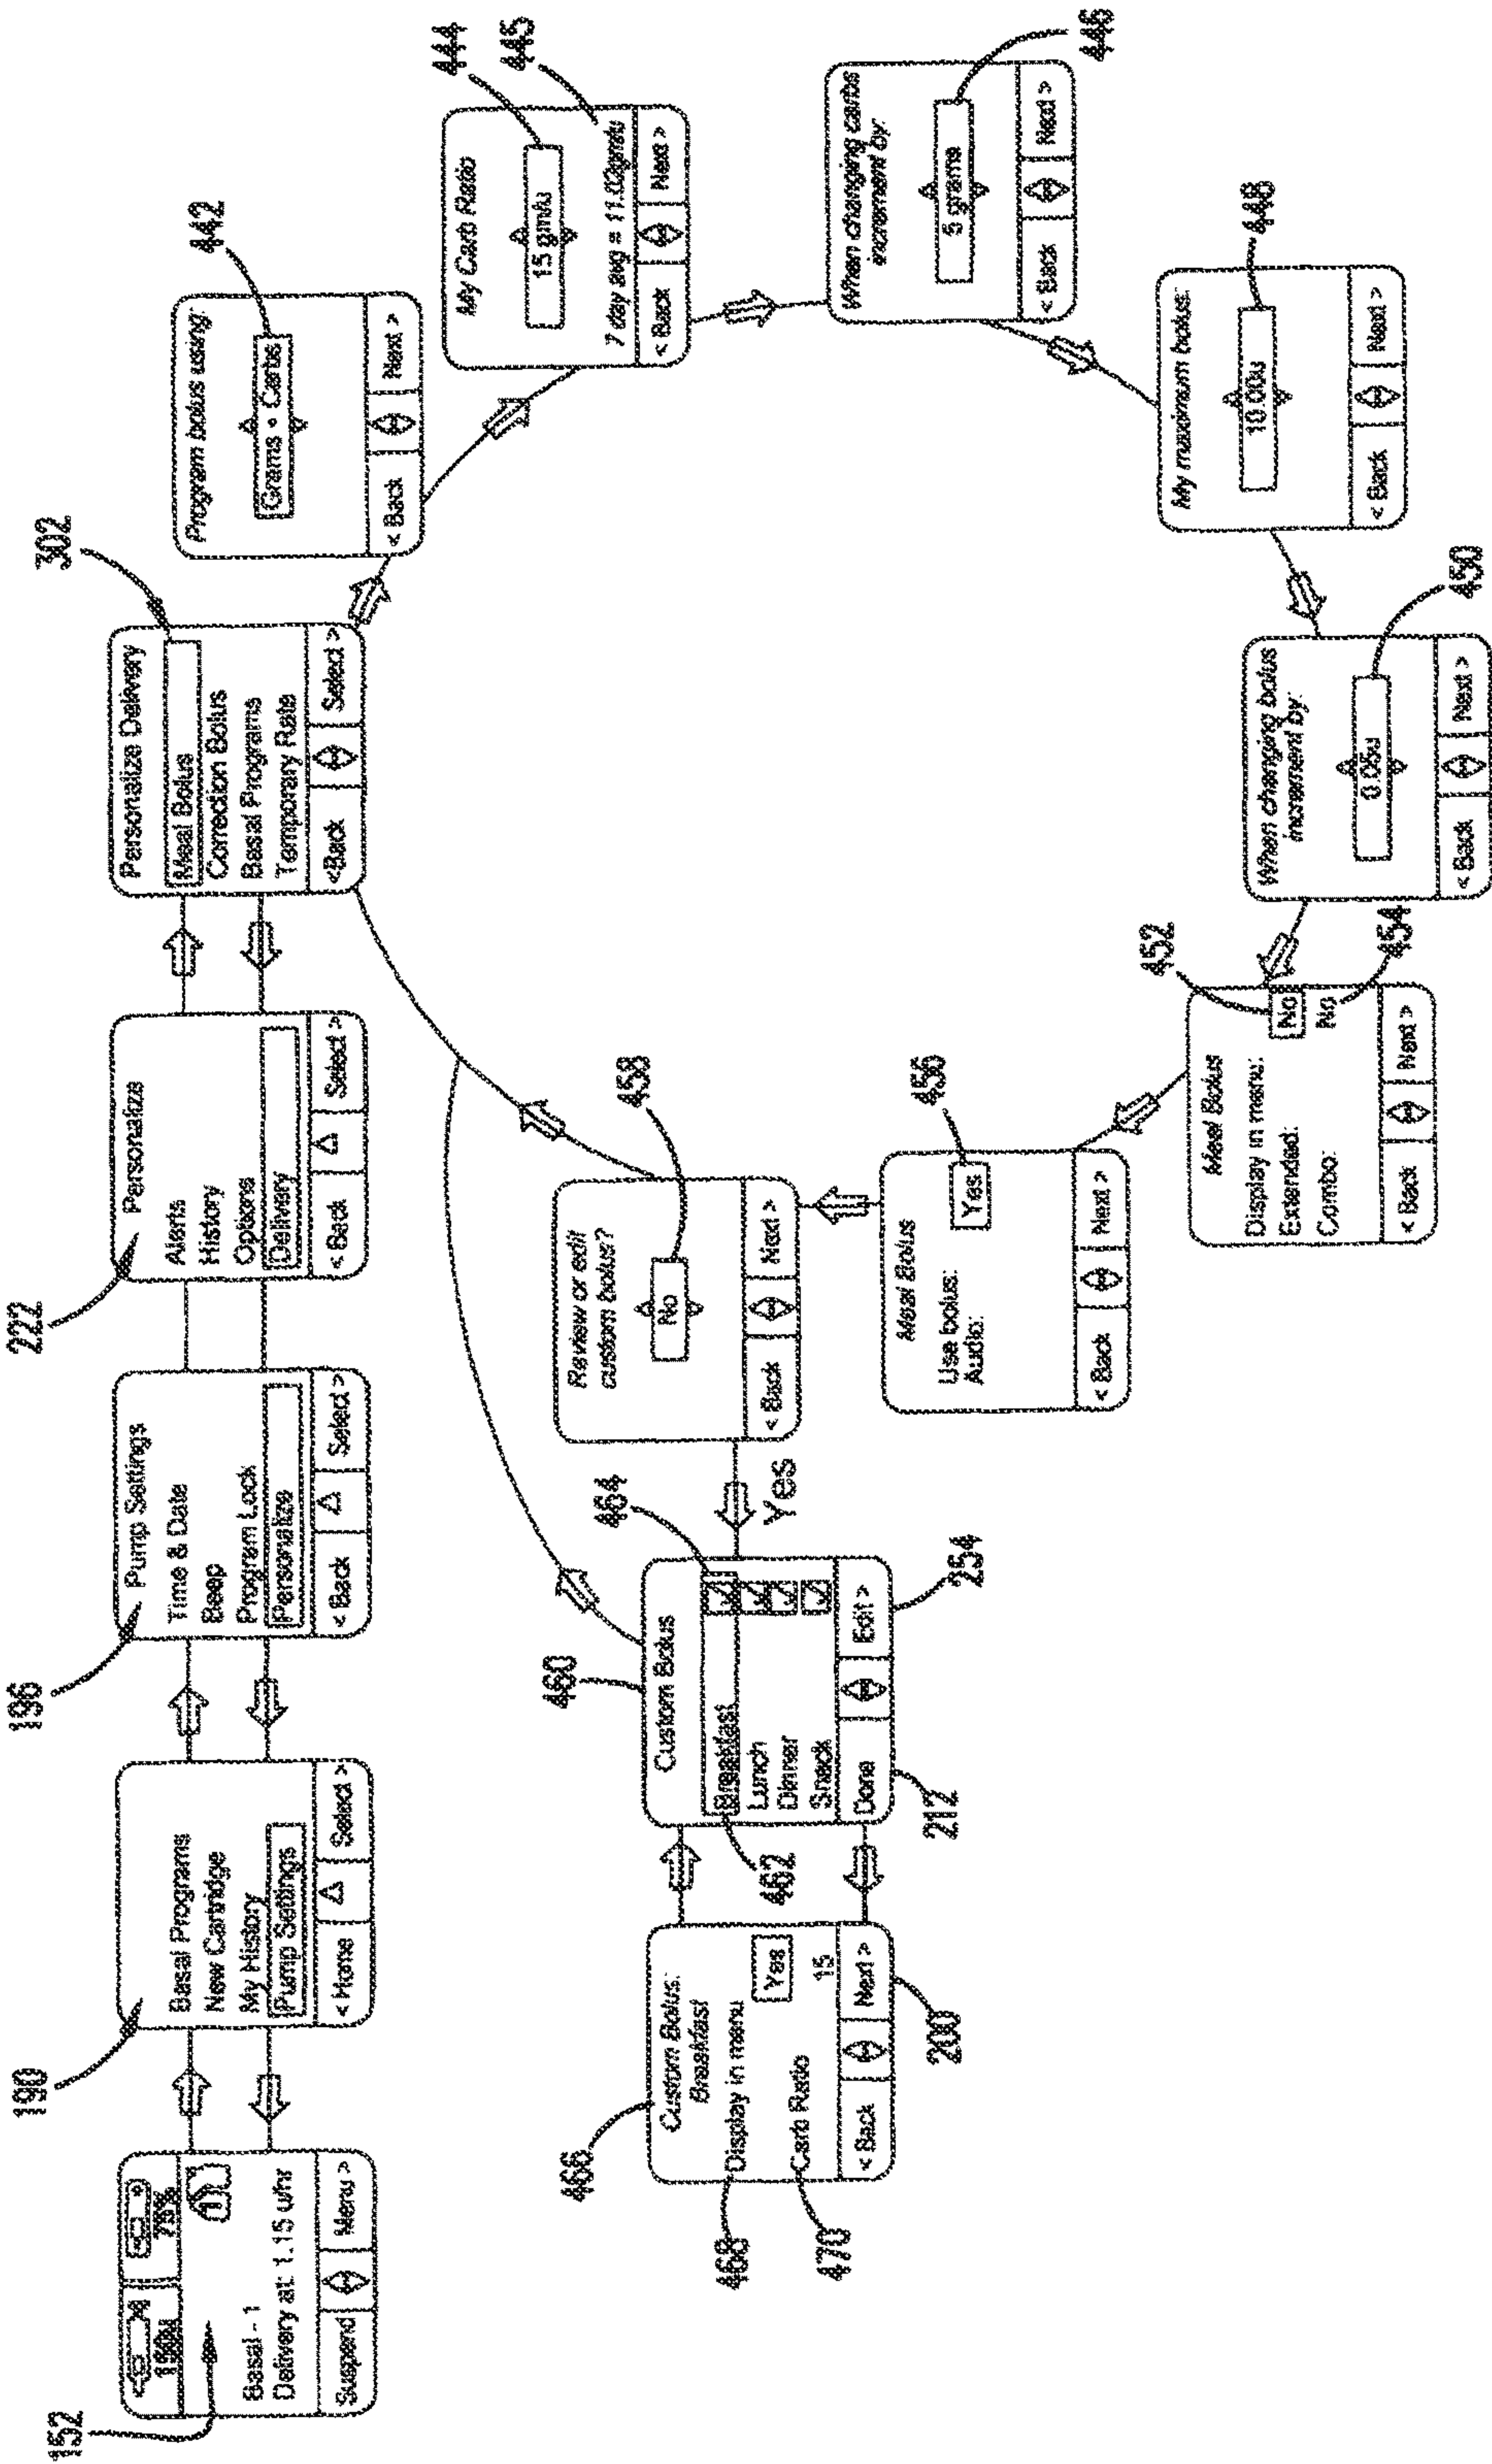 152
150u
75%
Basal - 1
Delivery at: 1.15 u/hr
Suspend
Menu >
190
Basal Programs
New Cartridge
My History
Pump Settings
< Home
Select >
196
Pump Settings
Time & Date
Beep
Program Lock
Personalize
< Back
Select >
222
Personalize
Alerts
History
Options
Delivery
< Back
Select >
302
Personalize Delivery
Meal Bolus
Correction Bolus
Basal Programs
Temporary Rate
<Back
Select >
442
Program bolus using:
Grams • Carbs
< Back
Next >
444
445
My Carb Ratio
15 gm/u
7 day avg = 11.02gm/u
< Back
Next >
446
When changing carbs
increment by:
5 grams
< Back
Next >
448
My maximum bolus:
10.00u
< Back
Next >
450
When changing bolus
increment by:
0.05u
< Back
Next >
452
454
Meal Bolus
Display in menu:
Extended: No
Combo: No
< Back
Next >
456
Meal Bolus
Use bolus:
Audio: Yes
< Back
Next >
458
Review or edit
custom bolus?
No
< Back
Next >
Yes
460
464
Custom Bolus
Breakfast
Lunch
Dinner
Snack
Done
Edit >
462
212
254
466
Custom Bolus:
Breakfast
468
Display in menu
Yes
470
Carb Ratio 15
< Back
Next >
200